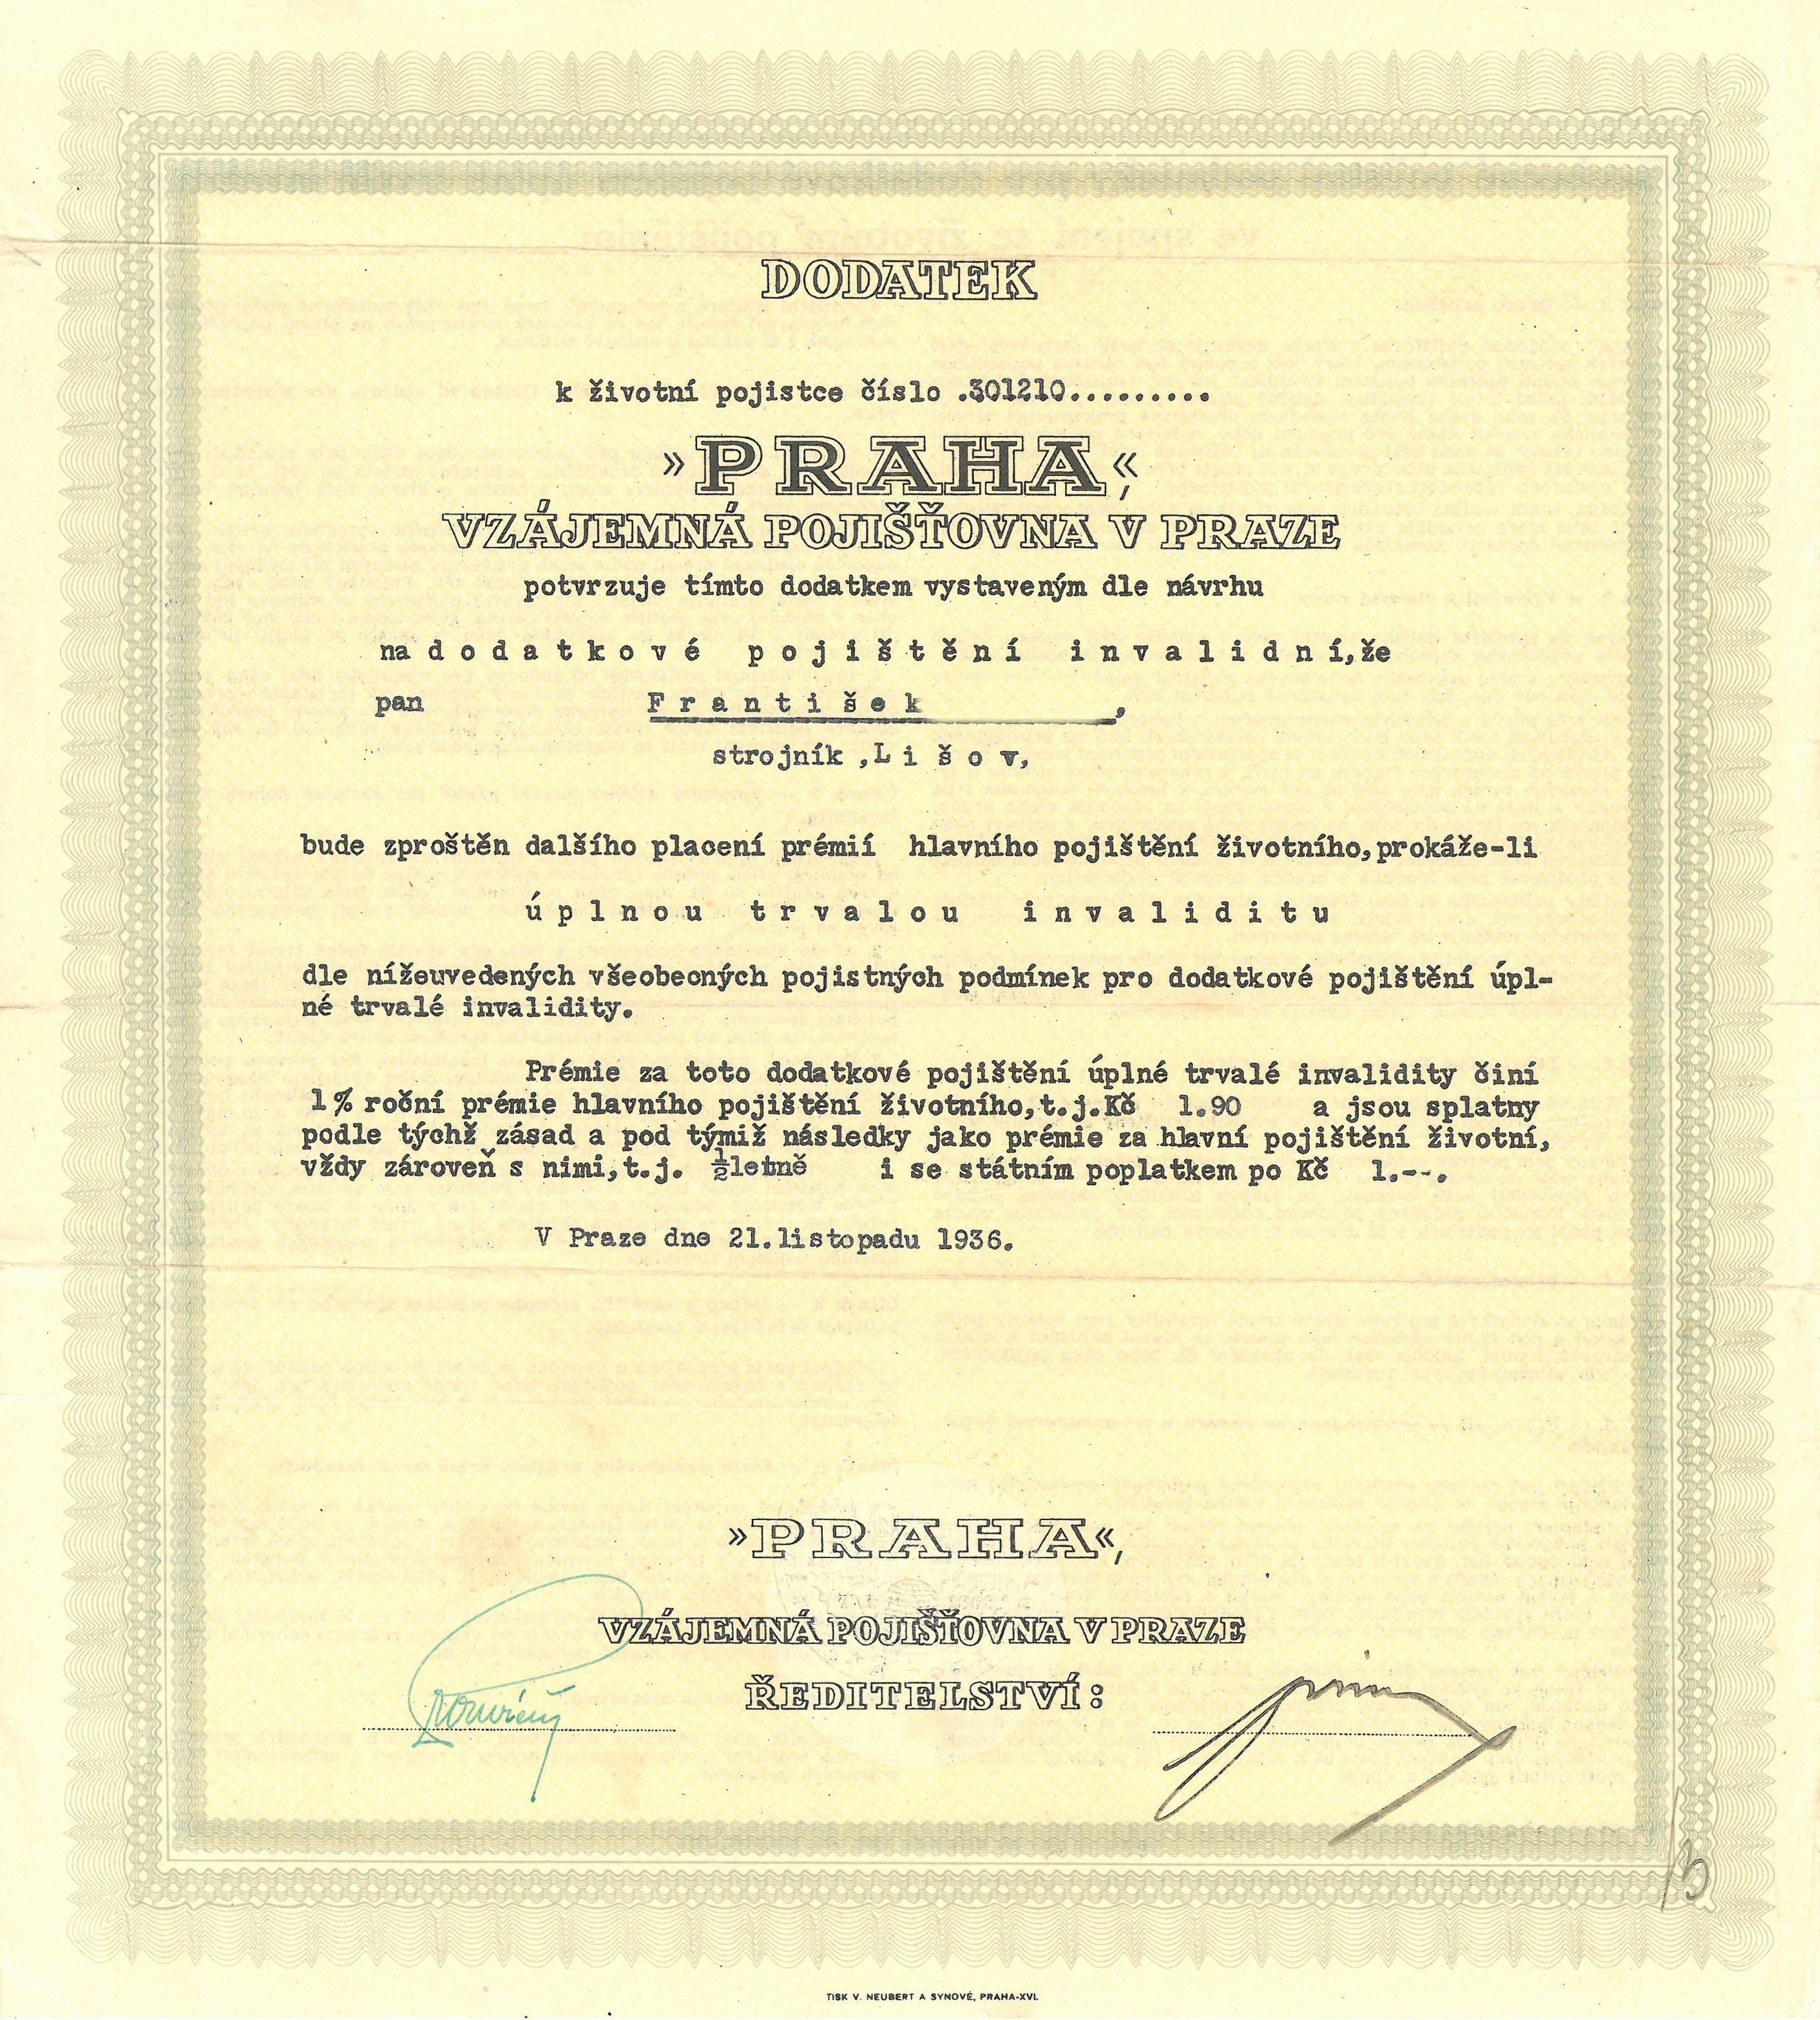 DODATEK
k životní pojistce číslo .301210.........
»PRAHA«,
VZÁJEMNÁ POJIŠŤOVNA V PRAZE
potvrzuje tímto dodatkem vystaveným dle návrhu
na dodatkové pojištění invalidní, že
pan František ,
strojník ,Lišov,
bude zproštěn dalšího placení prémií hlavního pojištění životního, prokáže-li
úplnou trvalou invaliditu
dle nížeuvedených všeobecných pojistných podmínek pro dodatkové pojištění úpl-
né trvalé invalidity.
Prémie za toto dodatkové pojištění úplné trvalé invalidity činí
1% roční prémie hlavního pojištění životního, t.j.Kč 1.90 a jsou splatny
podle týchž zásad a pod týmiž následky jako prémie za hlavní pojištění životní,
vždy zároveň s nimi, t.j. ½letně i se státním poplatkem po Kč 1.--.
V Praze dne 21.listopadu 1936.
»PRAHA«,
VZÁJEMNÁ POJIŠŤOVNA V PRAZE
ŘEDITELSTVÍ:
TISK V. NEUBERT A SYNOVÉ, PRAHA-XVI.